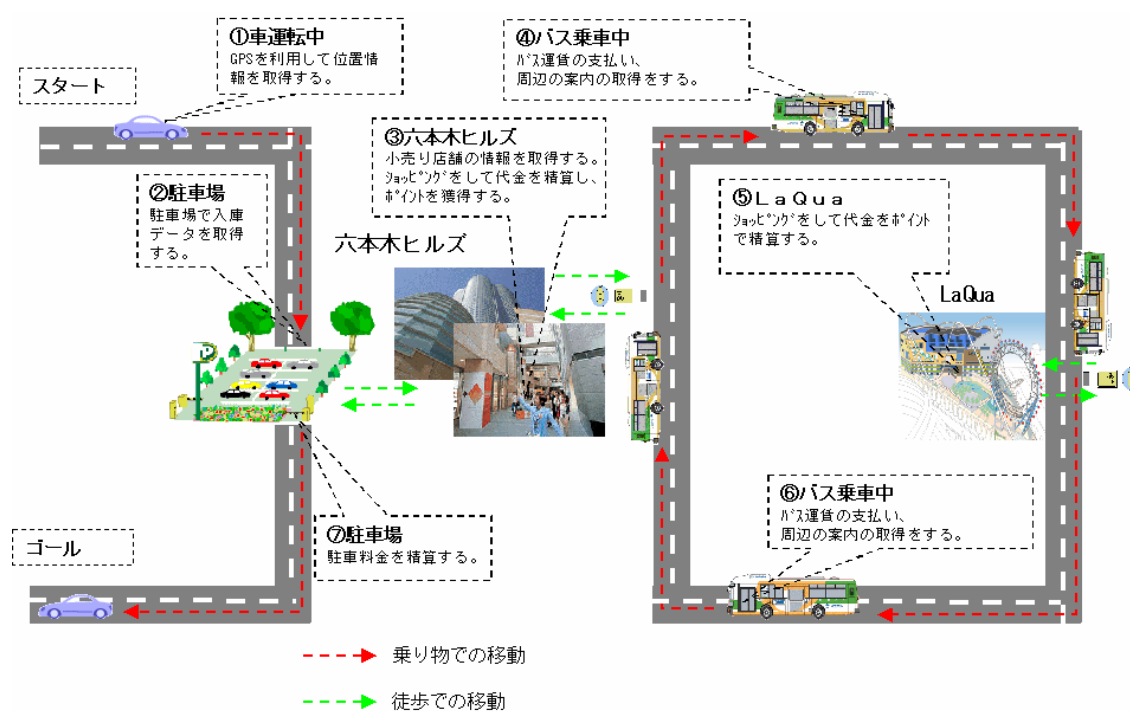 ①車運転中
GPSを利用して位置情
報を取得する。
スタート
④バス乗車中
ﾊﾞｽ運賃の支払い、
周辺の案内の取得をする。
③六本木ヒルズ
小売り店舗の情報を取得する。
ｼｮｯﾋﾟﾝｸﾞをして代金を精算し、
ﾎﾟｲﾝﾄを獲得する。
②駐車場
駐車場で入庫
データを取得
する。
六本木ヒルズ
⑤ＬａＱｕａ
ｼｮｯﾋﾟﾝｸﾞをして代金をﾎﾟｲﾝﾄ
で精算する。
LaQua
⑥バス乗車中
ﾊﾞｽ運賃の支払い、
周辺の案内の取得をする。
⑦駐車場
駐車料金を精算する。
ゴール
乗り物での移動
徒歩での移動